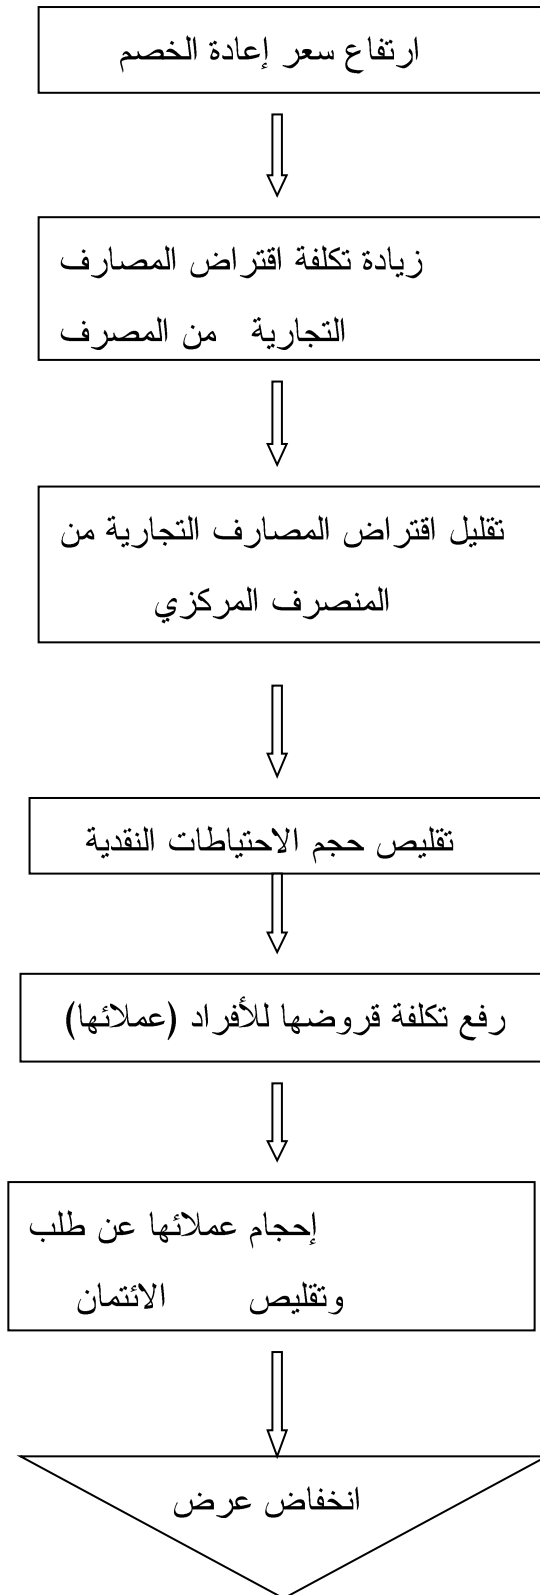 ارتفاع سعر إعادة الخصم
زيادة تكلفة اقتراض المصارف
التجارية من المصرف
تقليل اقتراض المصارف التجارية من
المنصرف المركزي
تقليص حجم الاحتياطات النقدية
رفع تكلفة قروضها للأفراد (عملائها)
إحجام عملائها عن طلب
وتقليص الائتمان
انخفاض عرض